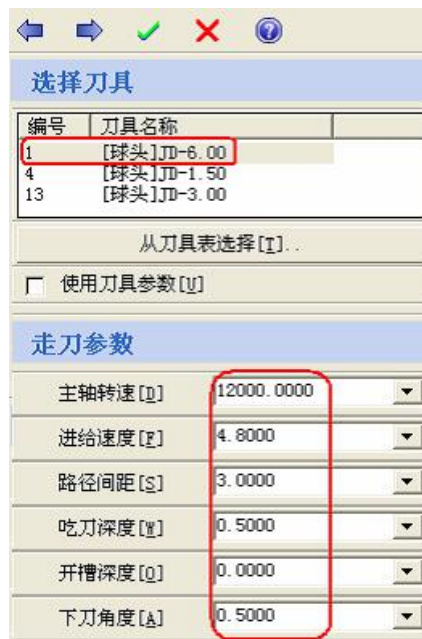 选择刀具
编号 刀具名称
1 [球头]JD-6.00
4 [球头]JD-1.50
13 [球头]JD-3.00
从刀具表选择[T]..
使用刀具参数[U]
走刀参数
主轴转速[D] 12000.0000
进给速度[F] 4.8000
路径间距[S] 3.0000
吃刀深度[W] 0.5000
开槽深度[O] 0.0000
下刀角度[A] 0.5000